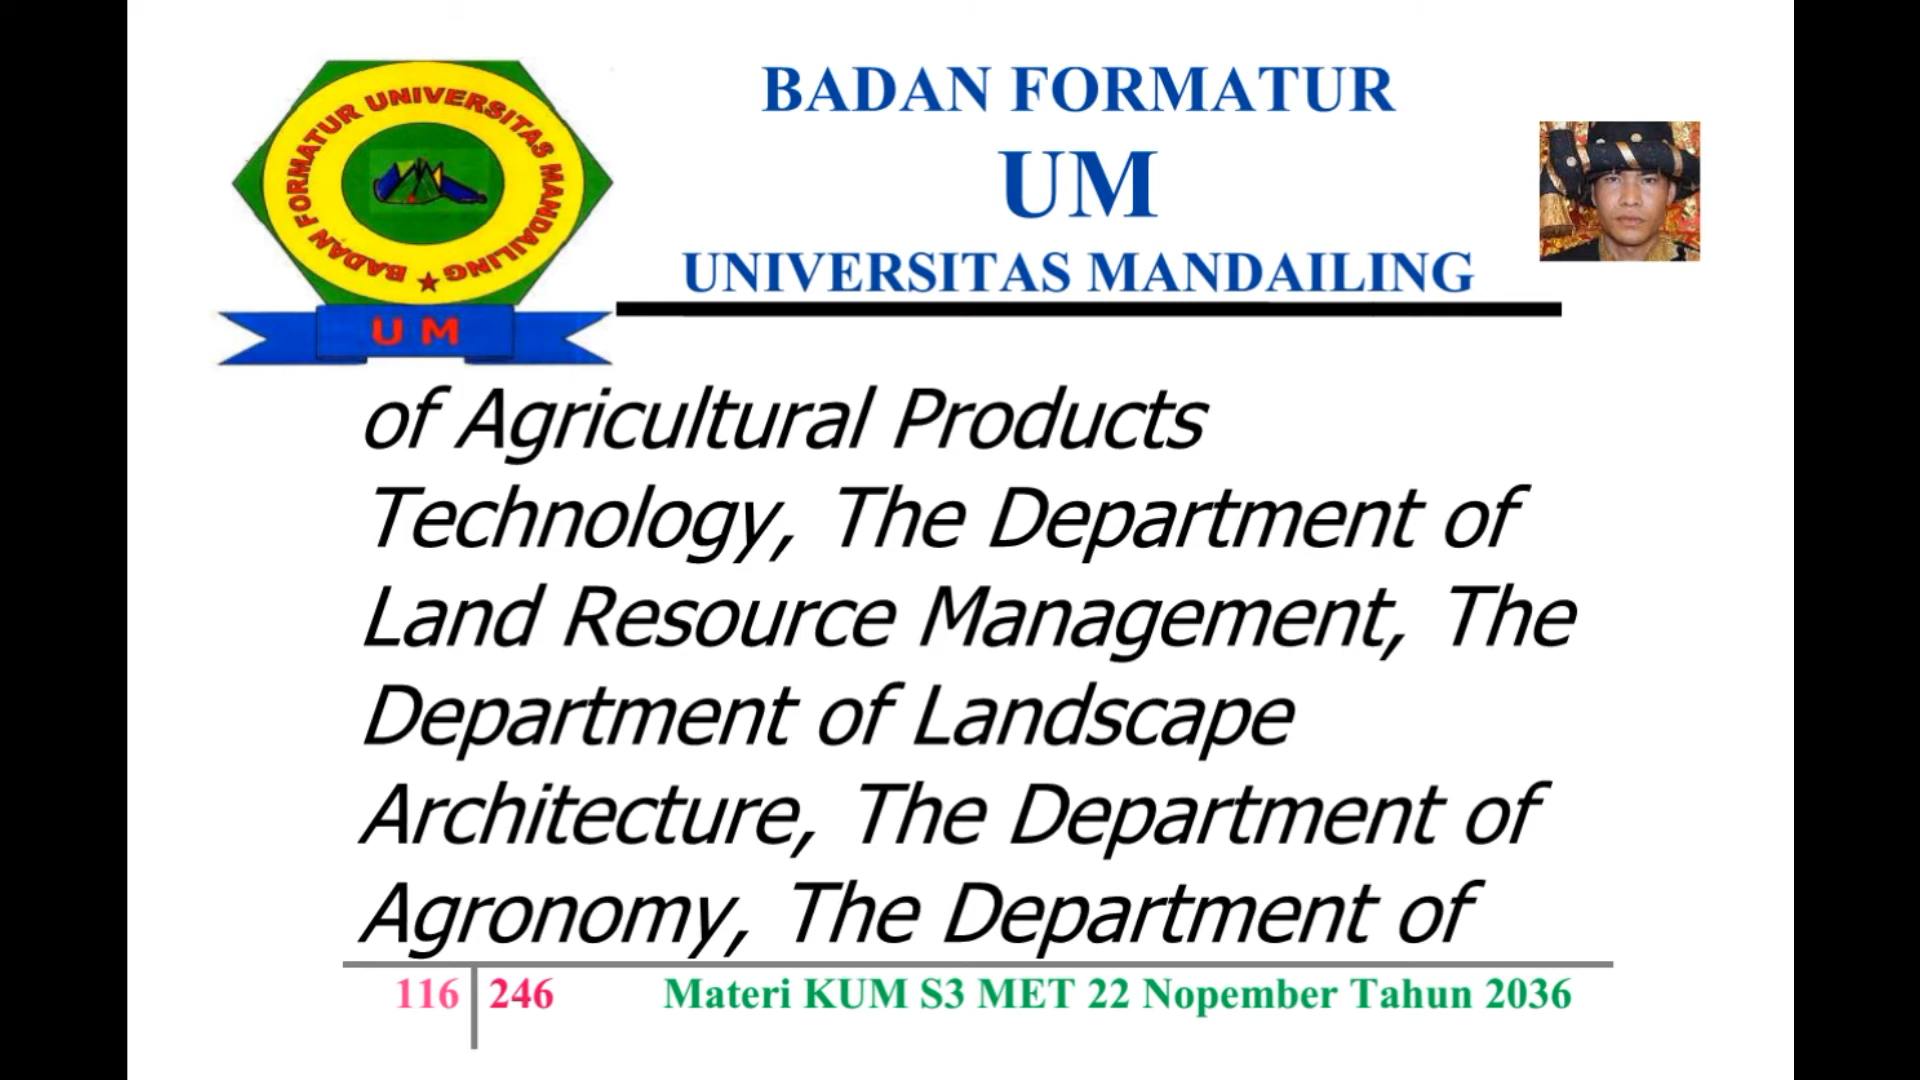 BADAN FORMATUR UNIVERSITAS MANDAILING
U M
BADAN FORMATUR
UM
UNIVERSITAS MANDAILING
of Agricultural Products
Technology, The Department of
Land Resource Management, The
Department of Landscape
Architecture, The Department of
Agronomy, The Department of
116 246 Materi KUM S3 MET 22 Nopember Tahun 2036